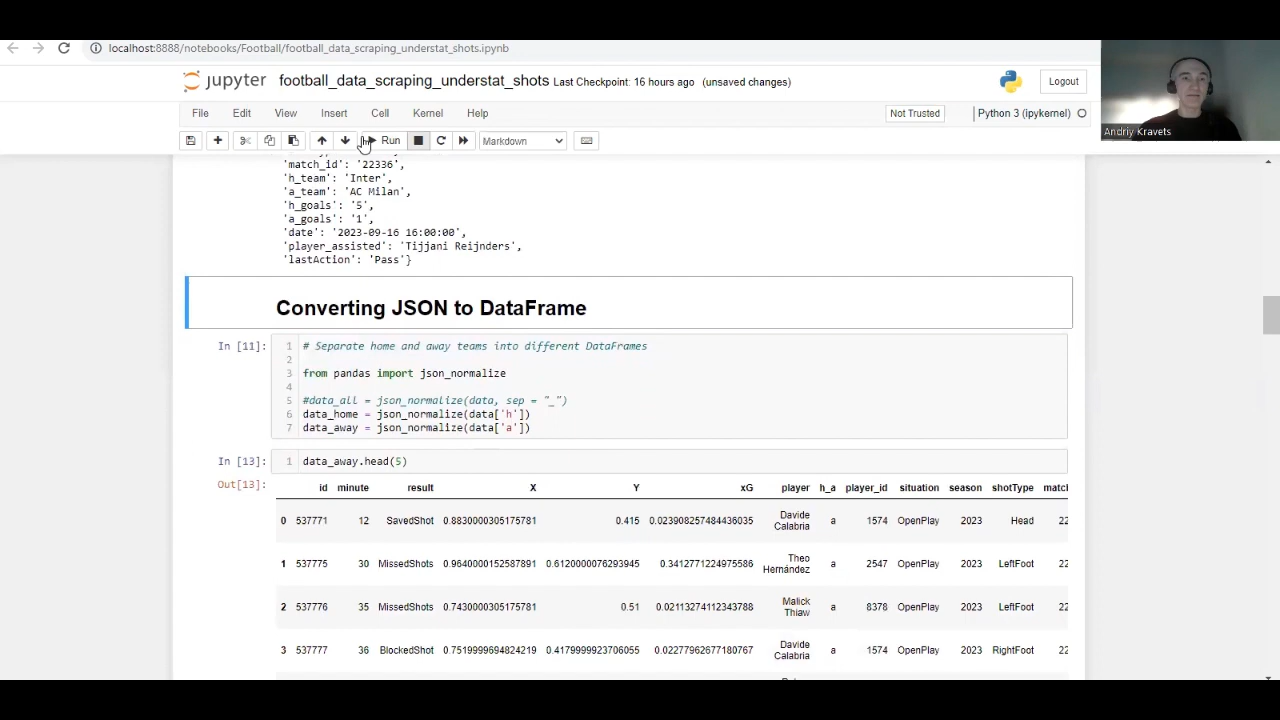 localhost:8888/notebooks/Football/football_data_scraping_understat_shots.ipynb
jupyter football_data_scraping_understat_shots Last Checkpoint: 16 hours ago (unsaved changes) Logout
File Edit View Insert Cell Kernel Help Not Trusted Python 3 (ipykernel)
Andriy Kravets
Run Markdown
'match_id': '22336',
'h_team': 'Inter',
'a_team': 'AC Milan',
'h_goals': '5',
'a_goals': '1',
'date': '2023-09-16 16:00:00',
'player_assisted': 'Tijjani Reijnders',
'lastAction': 'Pass'}
Converting JSON to DataFrame
In [11]:
1 # Separate home and away teams into different DataFrames
2
3 from pandas import json_normalize
4
5 #data_all = json_normalize(data, sep = "_")
6 data_home = json_normalize(data['h'])
7 data_away = json_normalize(data['a'])
In [13]: 1 data_away.head(5)
Out[13]:
id minute result X Y xG player h_a player_id situation season shotType matc
0 537771 12 SavedShot 0.8830000305175781 0.415 0.023908257484436035 Davide Calabria a 1574 OpenPlay 2023 Head 22
1 537775 30 MissedShots 0.9640000152587891 0.6120000076293945 0.3412771224975586 Theo Hernández a 2547 OpenPlay 2023 LeftFoot 22
2 537776 35 MissedShots 0.7430000305175781 0.51 0.02113274112343788 Malick Thiaw a 8378 OpenPlay 2023 LeftFoot 22
3 537777 36 BlockedShot 0.7519999694824219 0.4179999923706055 0.02277962677180767 Davide Calabria a 1574 OpenPlay 2023 RightFoot 22